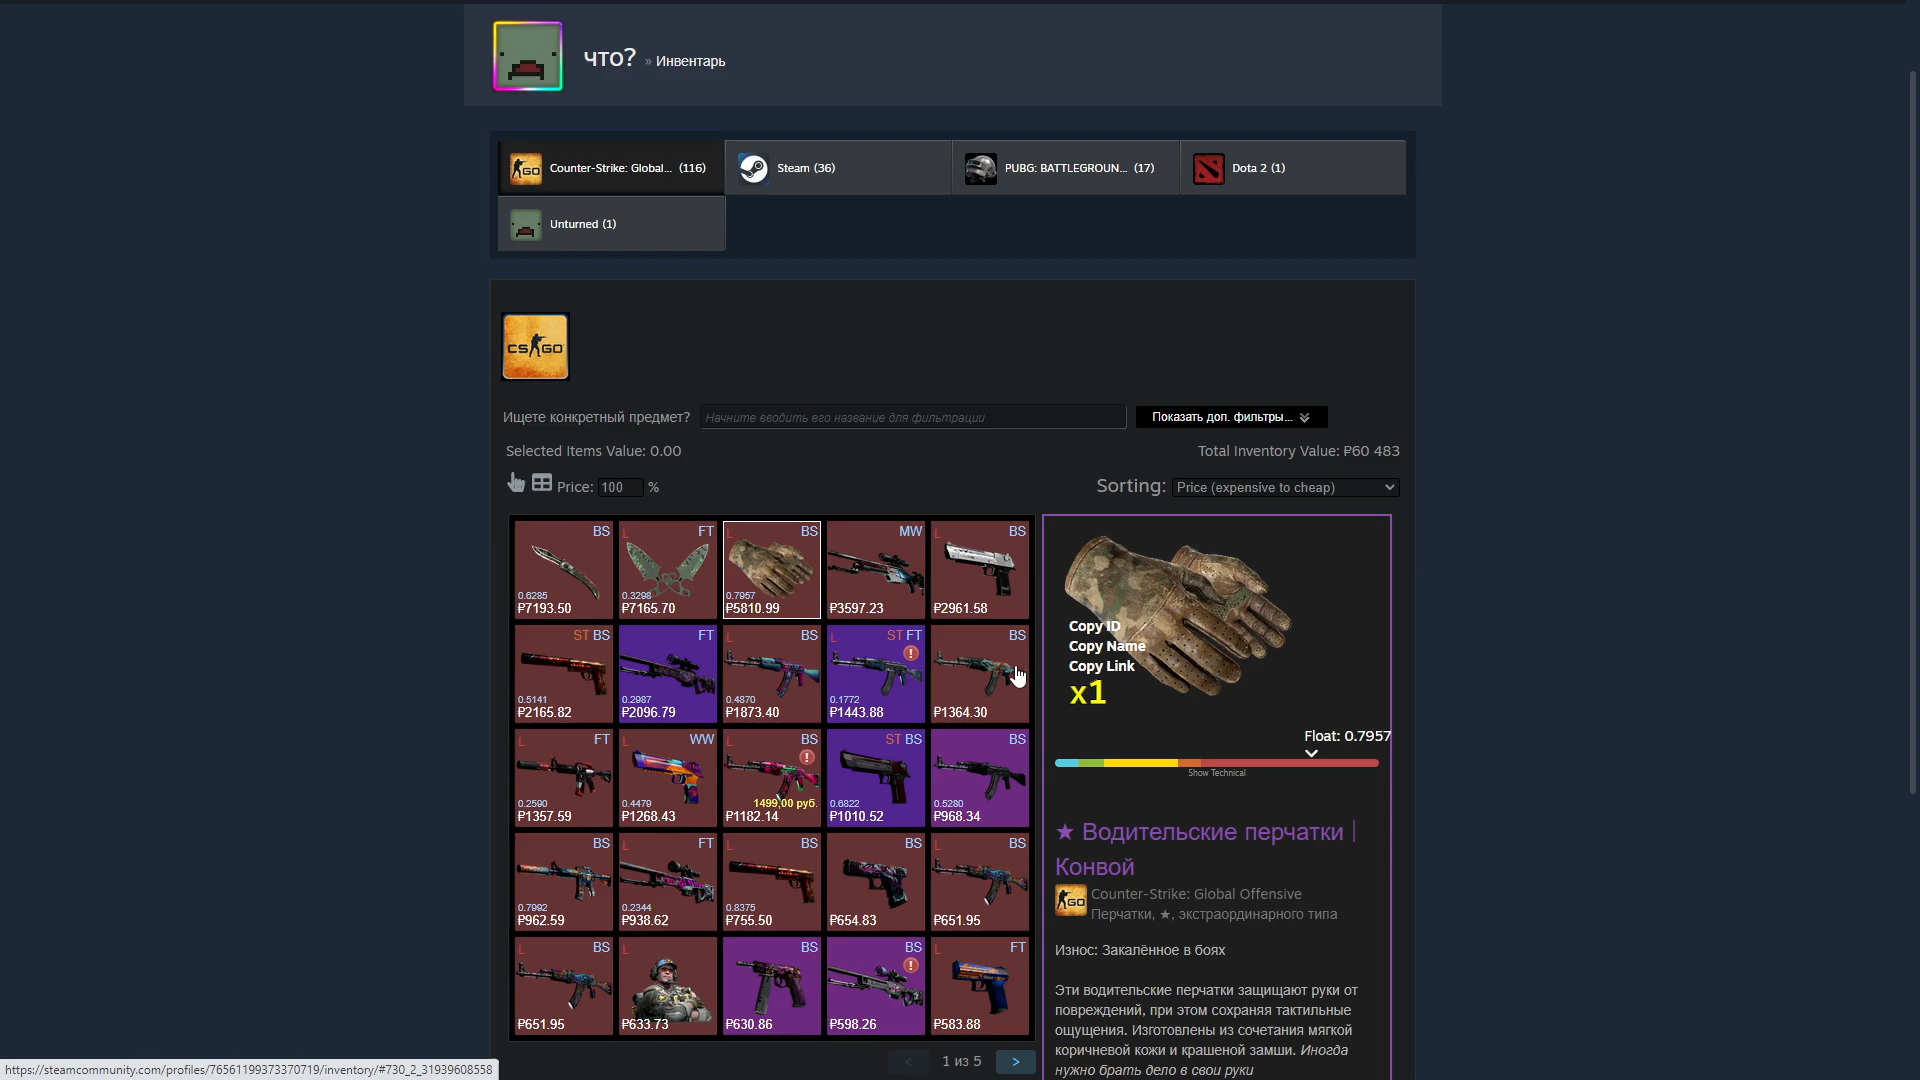 что? » Инвентарь
Counter-Strike: Global... (116)
Steam (36)
PUBG: BATTLEGROUN... (17)
Dota 2 (1)
Unturned (1)
CS GO
Ищете конкретный предмет?
Начните вводить его название для фильтрации
Показать доп. фильтры...
Selected Items Value: 0.00
Total Inventory Value: ₽60 483
Price: 100 %
Sorting: Price (expensive to cheap)
BS
0.6285
₽7193.50
L FT
0.3298
₽7165.70
L BS
0.7957
₽5810.99
MW
₽3597.23
L BS
₽2961.58
ST BS
0.5141
₽2165.82
FT
0.2987
₽2096.79
L BS
0.4870
₽1873.40
L ST FT
!
0.1772
₽1443.88
L BS
₽1364.30
L FT
0.2590
₽1357.59
L WW
0.4479
₽1268.43
L BS
!
1499,00 руб.
₽1182.14
ST BS
0.6822
₽1010.52
BS
0.5280
₽968.34
BS
0.7992
₽962.59
L FT
0.2344
₽938.62
L BS
0.8375
₽755.50
BS
₽654.83
L BS
₽651.95
L BS
₽651.95
L
₽633.73
BS
₽630.86
BS
!
₽598.26
L FT
₽583.88
< 1 из 5 >
Copy ID
Copy Name
Copy Link
x1
Float: 0.7957
Show Technical
★ Водительские перчатки |
Конвой
Counter-Strike: Global Offensive
Перчатки, ★, экстраординарного типа
Износ: Закалённое в боях
Эти водительские перчатки защищают руки от
повреждений, при этом сохраняя тактильные
ощущения. Изготовлены из сочетания мягкой
коричневой кожи и крашеной замши. Иногда
нужно брать дело в свои руки
https://steamcommunity.com/profiles/76561199373370719/inventory/#730_2_31939608558